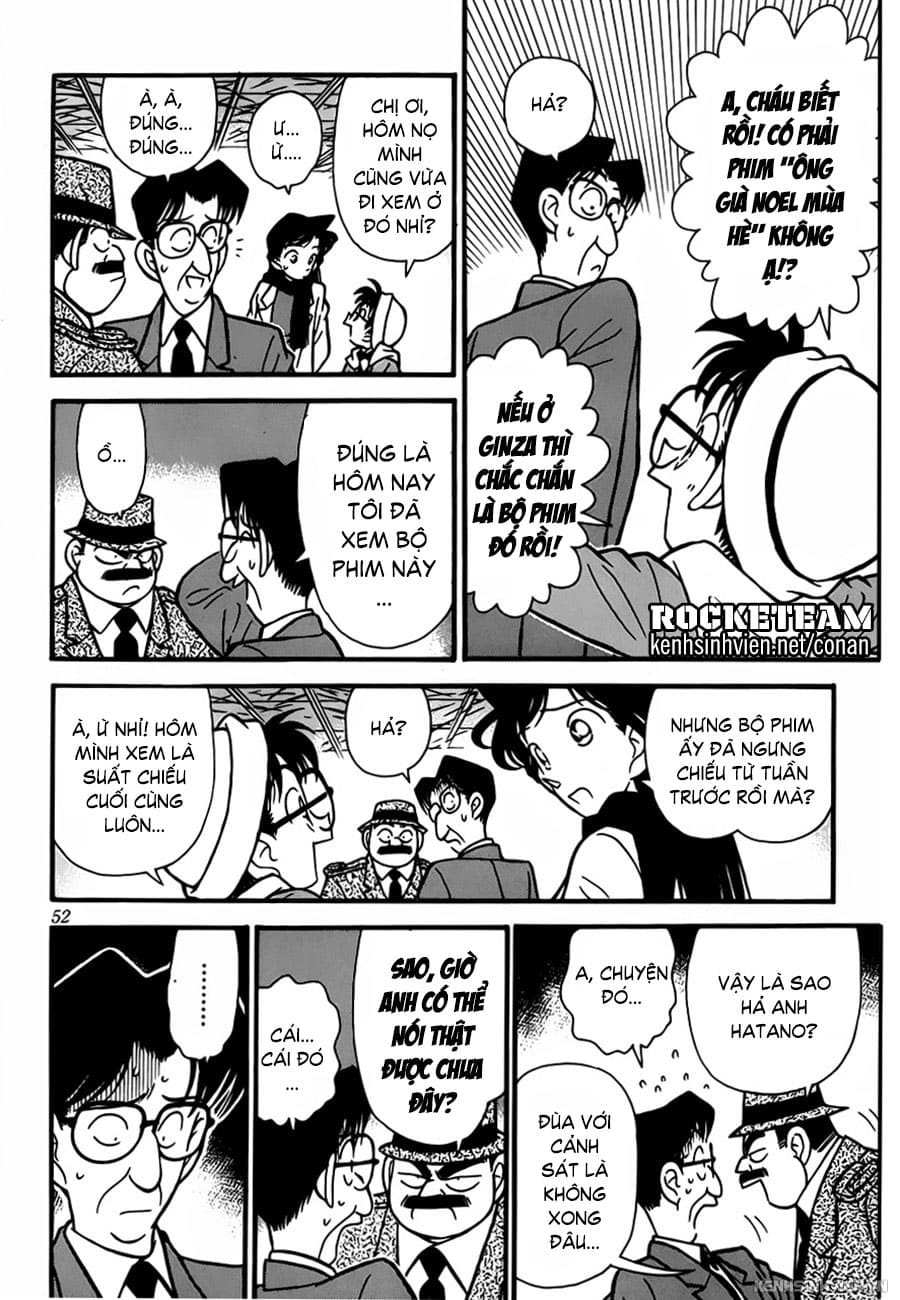 HẢ?
A, CHÁU BIẾT
RỒI! CÓ PHẢI
PHIM "ÔNG
GIÀ NOEL MÙA
HÈ" KHÔNG
Ạ!?
NẾU Ở
GINZA THÌ
CHẮC CHẮN
LÀ BỘ PHIM
ĐÓ RỒI!
ROCKETEAM
kenhsinhvien.net/conan
CHỊ ƠI,
HÔM NỌ
MÌNH
CŨNG VỪA
ĐI XEM Ở
ĐÓ NHỈ?
Ư...
Ừ....
À, À,
ĐÚNG...
ĐÚNG...
ĐÚNG LÀ
HÔM NAY
TÔI ĐÃ
XEM BỘ
PHIM NÀY
...
Ồ...
NHƯNG BỘ PHIM
ẤY ĐÃ NGƯNG
CHIẾU TỪ TUẦN
TRƯỚC RỒI MÀ?
HẢ?
À, Ừ NHỈ! HÔM
MÌNH XEM LÀ
SUẤT CHIẾU
CUỐI CÙNG
LUÔN...
52
VẬY LÀ SAO
HẢ ANH
HATANO?
A, CHUYỆN
ĐÓ...
ĐÙA VỚI
CẢNH
SÁT LÀ
KHÔNG
XONG
ĐÂU...
SAO, GIỜ
ANH CÓ THỂ
NÓI THẬT
ĐƯỢC CHƯA
ĐÂY?
CÁI...
CÁI ĐÓ
...
.........